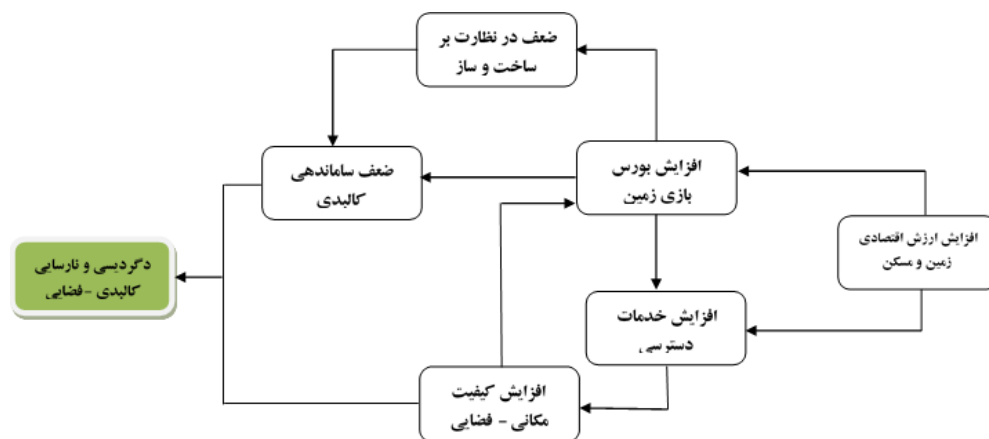 ضعف در نظارت بر
ساخت و ساز
افزایش بورس
بازی زمین
ضعف ساماندهی
کالبدی
افزایش ارزش اقتصادی
زمین و مسکن
دگردیسی و نارسایی
کالبدی - فضایی
افزایش خدمات
دسترسی
افزایش کیفیت
مکانی - فضایی